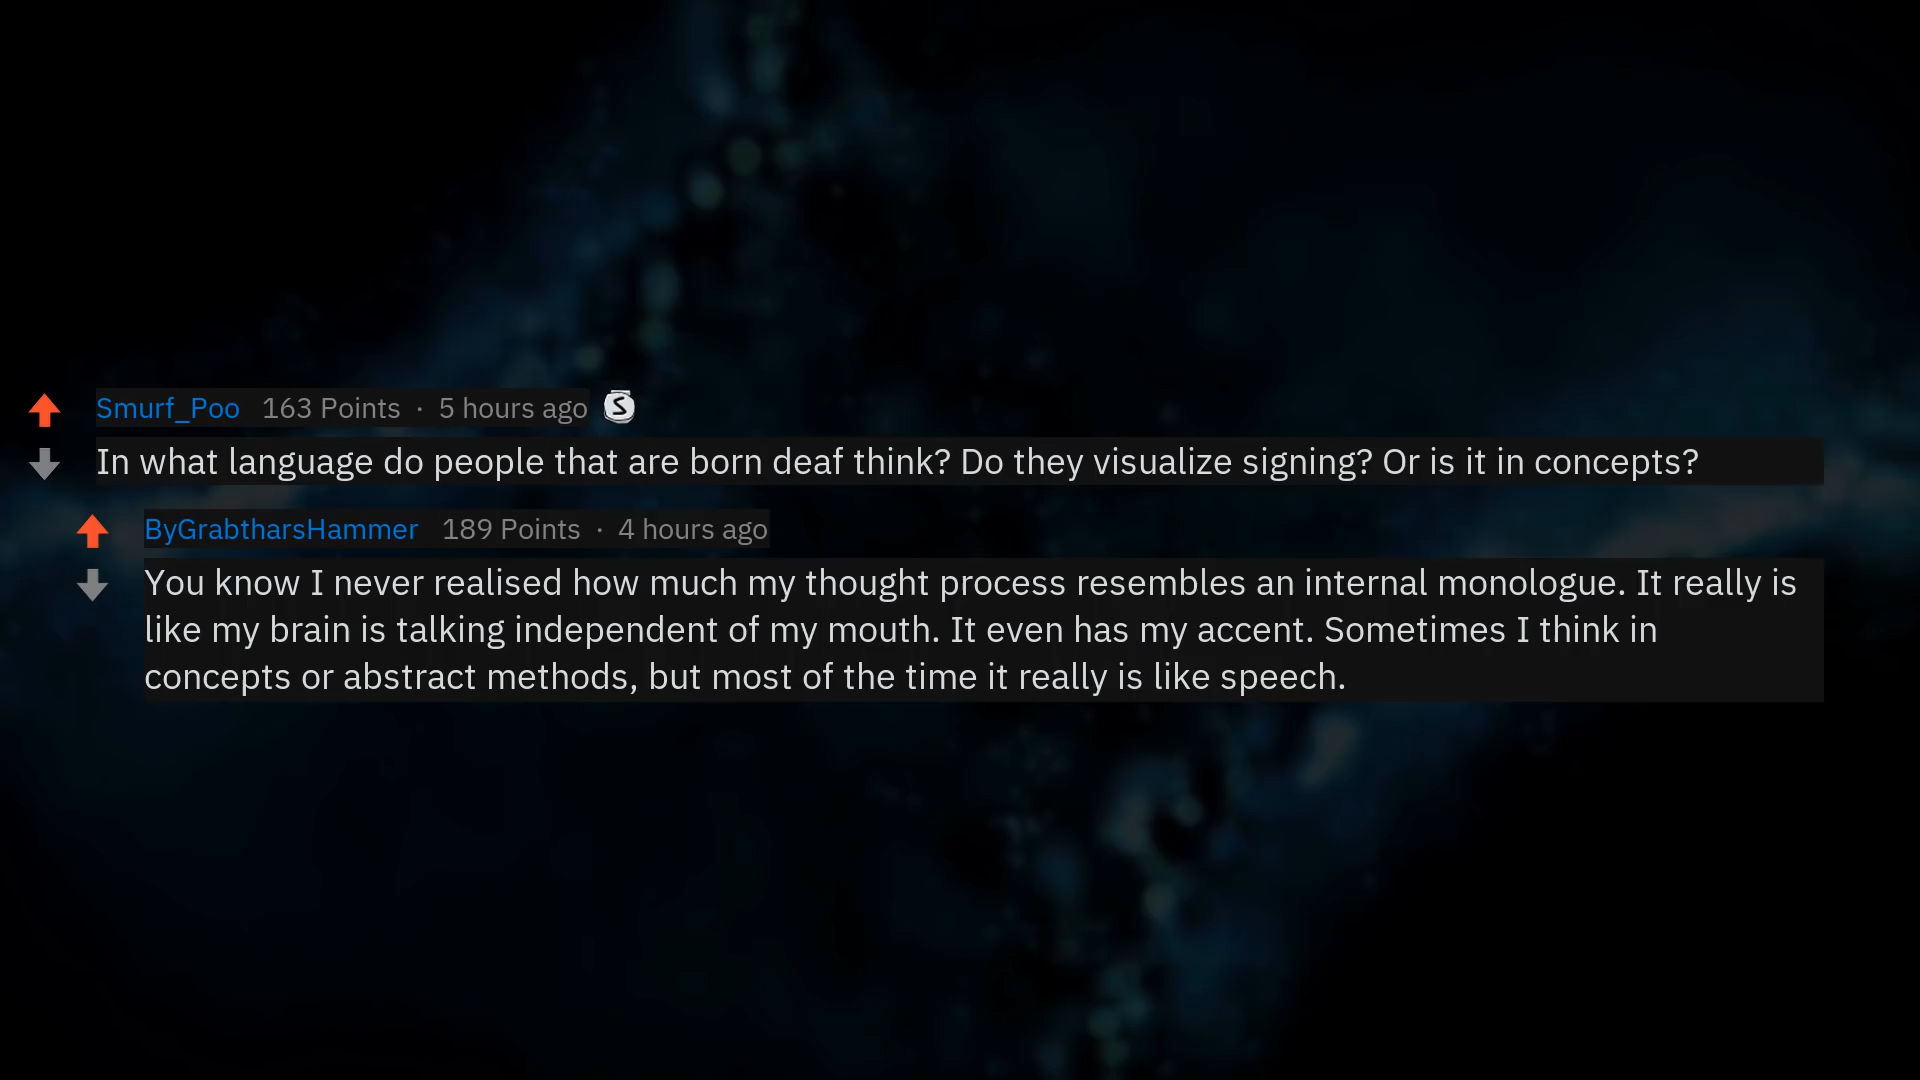 Smurf_Poo 163 Points · 5 hours ago S
In what language do people that are born deaf think? Do they visualize signing? Or is it in concepts?
ByGrabtharsHammer 189 Points · 4 hours ago
You know I never realised how much my thought process resembles an internal monologue. It really is
like my brain is talking independent of my mouth. It even has my accent. Sometimes I think in
concepts or abstract methods, but most of the time it really is like speech.